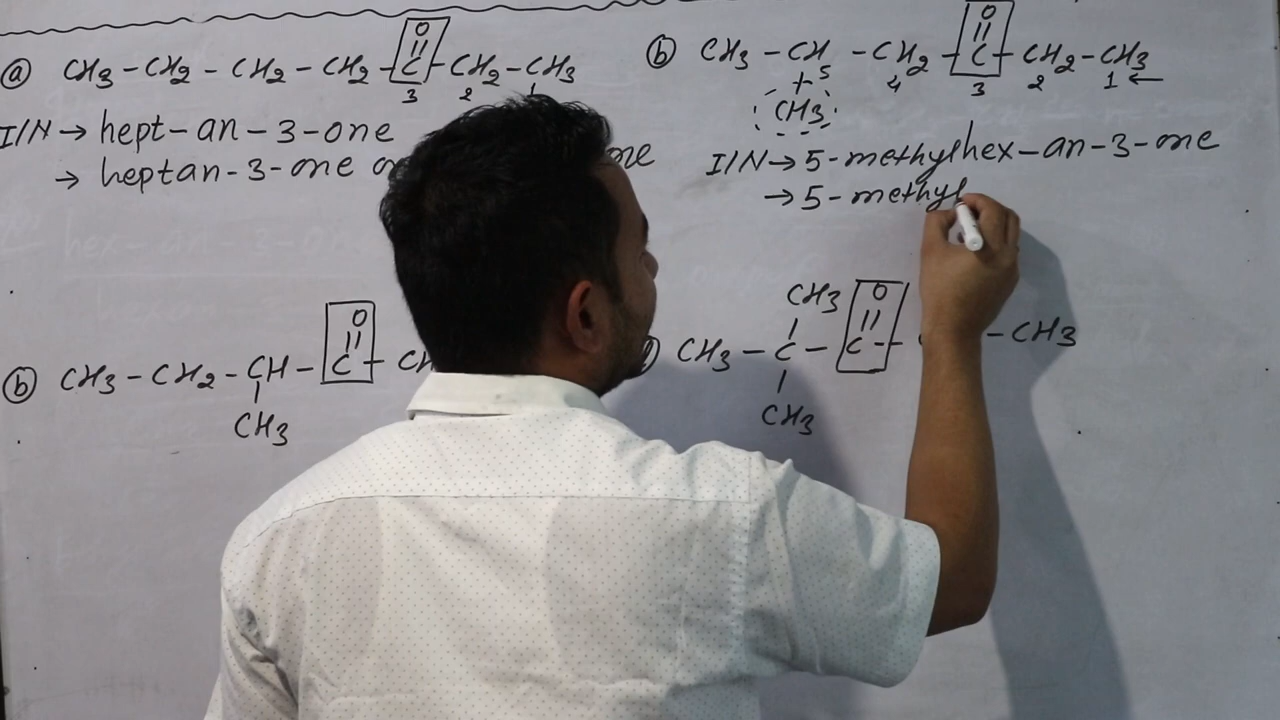 O
ⓐ CH3 – CH2 – CH2 – CH2 – C – CH2 – CH3
3 2 1
I/N → hept-an-3-one
→ heptan-3-one
O
ⓑ CH3 – CH – CH2 – C – CH2 – CH3
5 4 3 2 1 ←
CH3
I/N → 5-methylhex-an-3-one
→ 5-methyl
O
ⓑ CH3 – CH2 – CH – C –
CH3
CH3 O
CH3 – C – C – – CH3
CH3